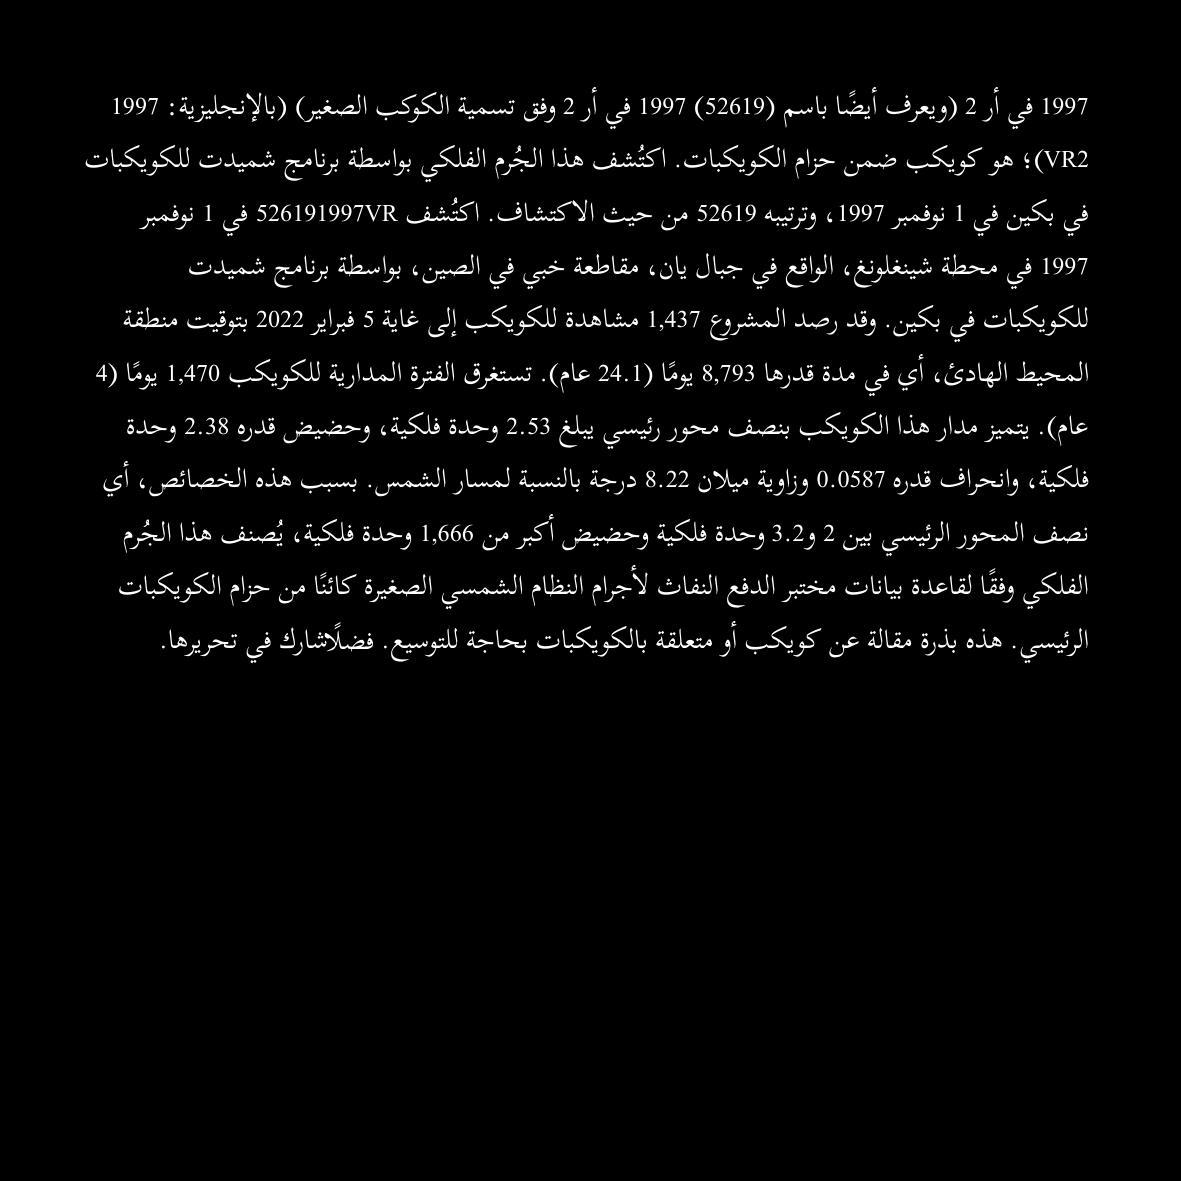 1997 في أر 2 (ويعرف أيضًا باسم (52619) 1997 في أر 2 وفق تسمية الكوكب الصغير) (بالإنجليزية: 1997
VR2)؛ هو كويكب ضمن حزام الكويكبات. اكتُشف هذا الجُرم الفلكي بواسطة برنامج شميدت للكويكبات
في بكين في 1 نوفمبر 1997، وترتيبه 52619 من حيث الاكتشاف. اكتُشف 526191997VR في 1 نوفمبر
1997 في محطة شينغلونغ، الواقع في جبال يان، مقاطعة خبي في الصين، بواسطة برنامج شميدت
للكويكبات في بكين. وقد رصد المشروع 1,437 مشاهدة للكويكب إلى غاية 5 فبراير 2022 بتوقيت منطقة
المحيط الهادئ، أي في مدة قدرها 8,793 يومًا (24.1 عام). تستغرق الفترة المدارية للكويكب 1,470 يومًا (4
عام). يتميز مدار هذا الكويكب بنصف محور رئيسي يبلغ 2.53 وحدة فلكية، وحضيض قدره 2.38 وحدة
فلكية، وانحراف قدره 0.0587 وزاوية ميلان 8.22 درجة بالنسبة لمسار الشمس. بسبب هذه الخصائص، أي
نصف المحور الرئيسي بين 2 و3.2 وحدة فلكية وحضيض أكبر من 1,666 وحدة فلكية، يُصنف هذا الجُرم
الفلكي وفقًا لقاعدة بيانات مختبر الدفع النفاث لأجرام النظام الشمسي الصغيرة كائنًا من حزام الكويكبات
الرئيسي. هذه بذرة مقالة عن كويكب أو متعلقة بالكويكبات بحاجة للتوسيع. فضلًاشارك في تحريرها.